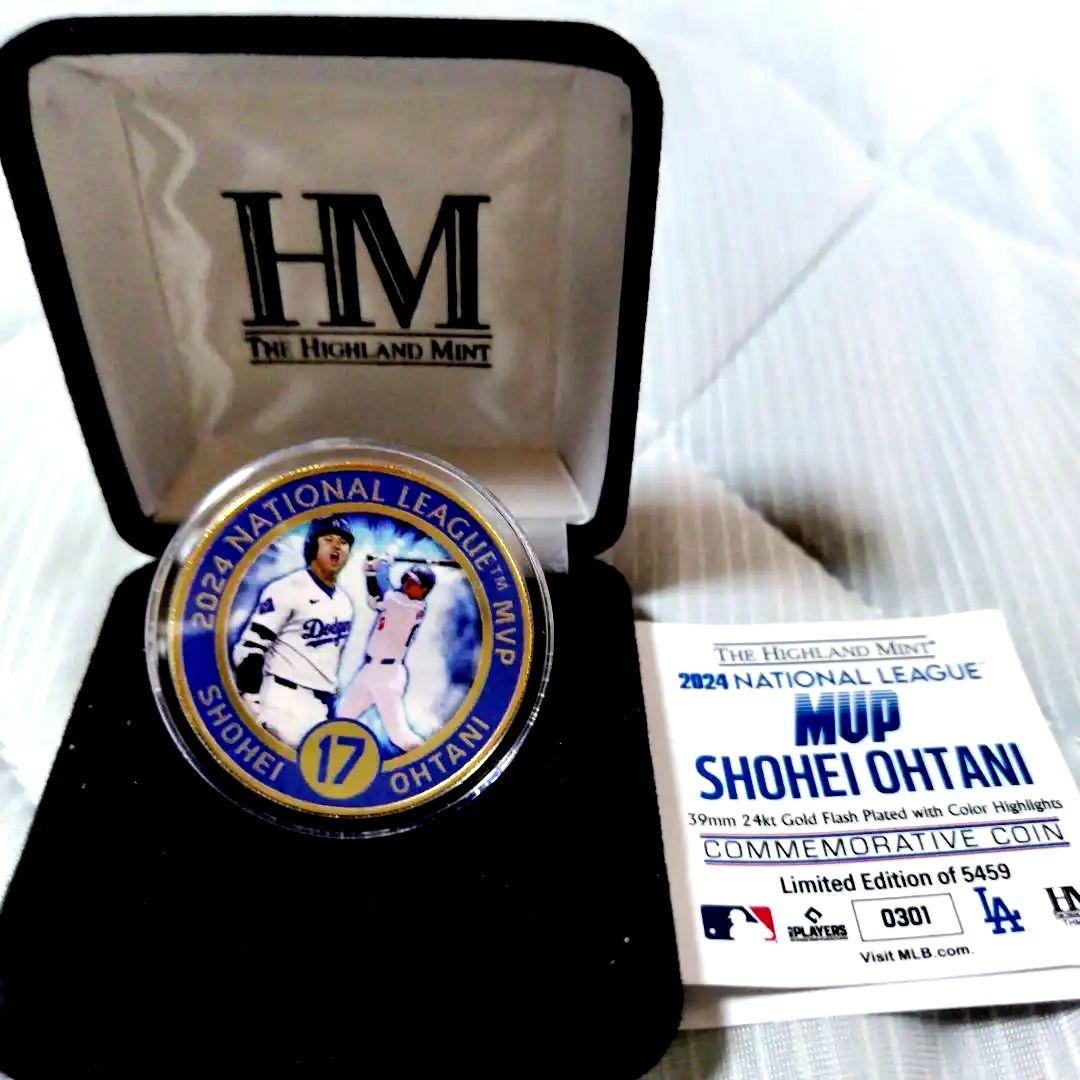 HM
THE HIGHLAND MINT
2024 NATIONAL LEAGUE™ MVP
Dodgers
17
SHOHEI OHTANI
THE HIGHLAND MINT®
2024 NATIONAL LEAGUE™
MVP
SHOHEI OHTANI
39mm 24kt Gold Flash Plated with Color Highlights
COMMEMORATIVE COIN
Limited Edition of 5459
PLAYERS
0301
LA
HM
Visit MLB.com.